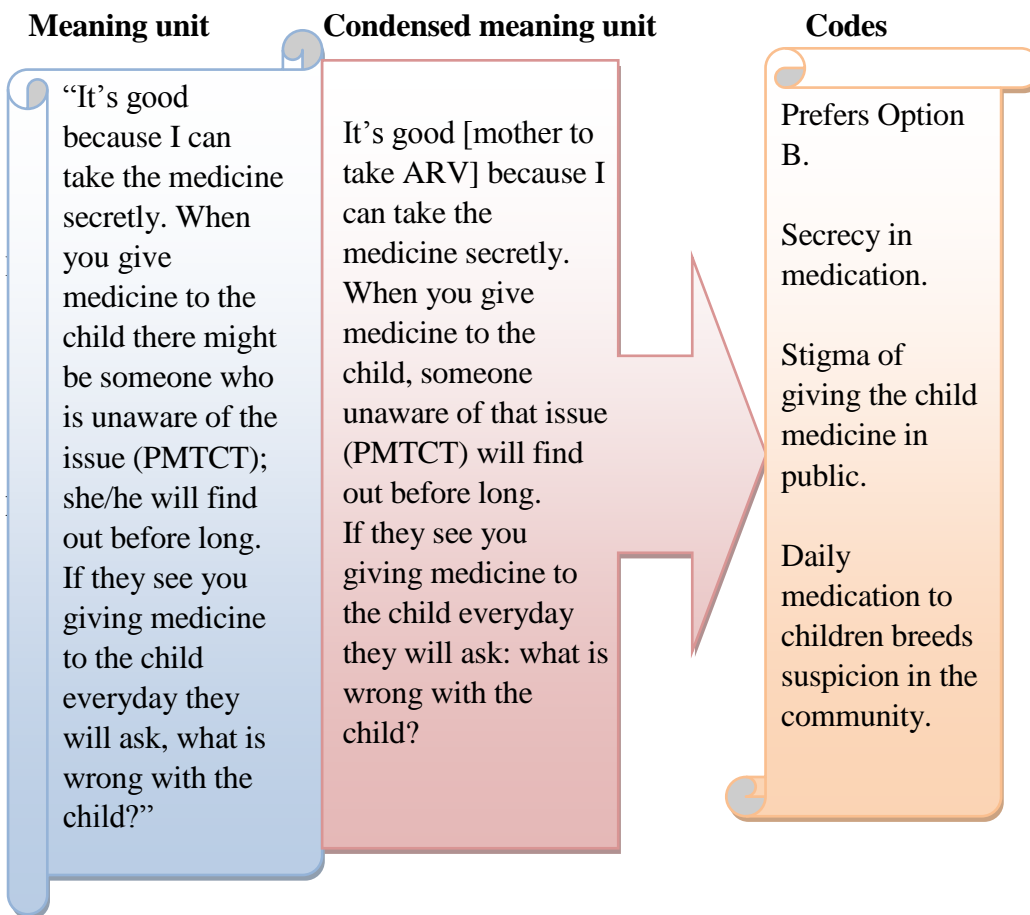 Meaning unit
Condensed meaning unit
Codes
“It’s good
because I can
take the medicine
secretly. When
you give
medicine to the
child there might
be someone who
is unaware of the
issue (PMTCT);
she/he will find
out before long.
If they see you
giving medicine
to the child
everyday they
will ask, what is
wrong with the
child?”
It’s good [mother to
take ARV] because I
can take the
medicine secretly.
When you give
medicine to the
child, someone
unaware of that issue
(PMTCT) will find
out before long.
If they see you
giving medicine to
the child everyday
they will ask: what is
wrong with the
child?
Prefers Option
B.
Secrecy in
medication.
Stigma of
giving the child
medicine in
public.
Daily
medication to
children breeds
suspicion in the
community.